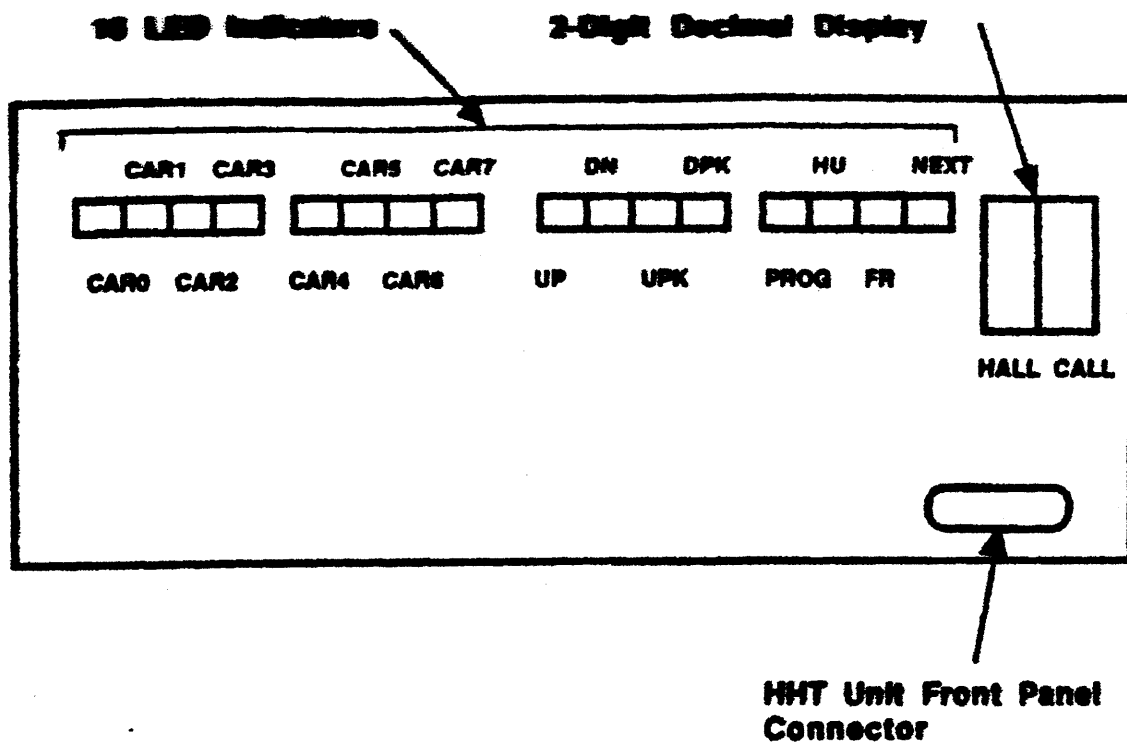 16 LED Indicators
2-Digit Decimal Display
CAR1 CAR3 CAR5 CAR7 DN DPK HU NEXT
CAR0 CAR2 CAR4 CAR6 UP UPK PROG FR
HALL CALL
HHT Unit Front Panel
Connector